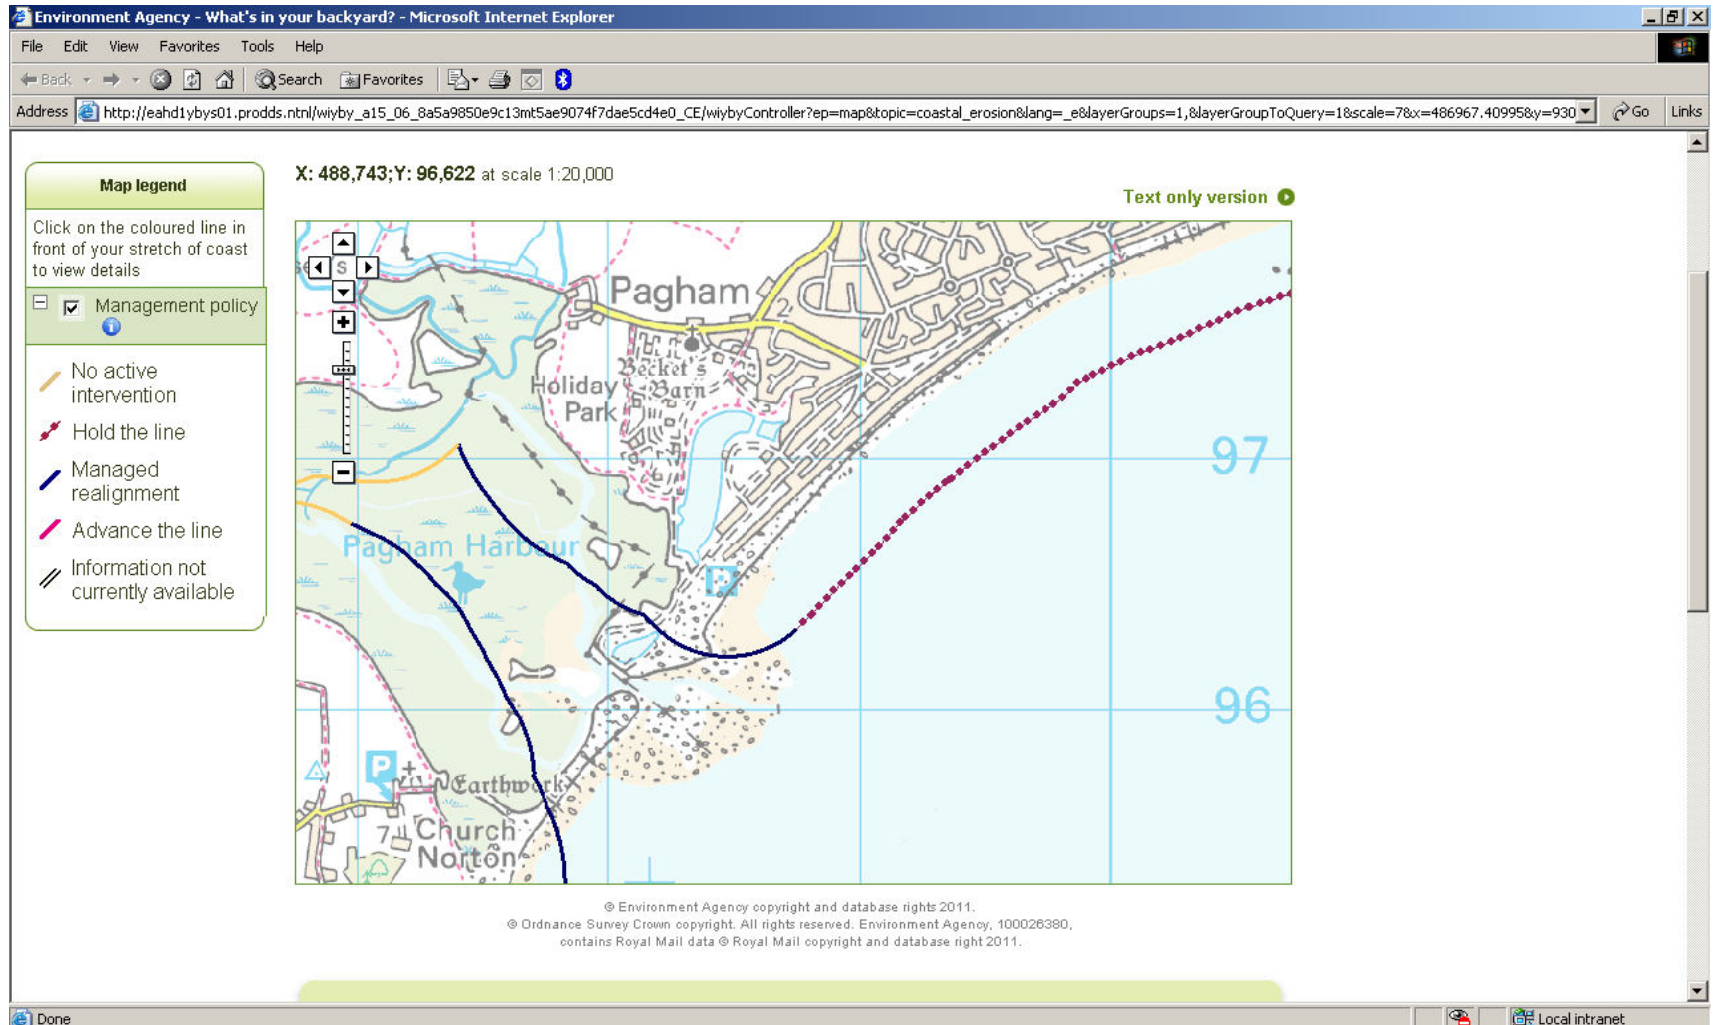 Environment Agency - What's in your backyard? - Microsoft Internet Explorer
File Edit View Favorites Tools Help
Back Search Favorites
Address http://eahd1ybys01.prodds.ntnl/wiyby_a15_06_8a5a9850e9c13mt5ae9074f7dae5cd4e0_CE/wiybyController?ep=map&topic=coastal_erosion&lang=_e&layerGroups=1,&layerGroupToQuery=1&scale=7&x=486967.40995&y=930 Go Links
Map legend
Click on the coloured line in
front of your stretch of coast
to view details
Management policy
No active
intervention
Hold the line
Managed
realignment
Advance the line
Information not
currently available
X: 488,743;Y: 96,622 at scale 1:20,000
Text only version
S
Pagham
2
Becket's
Barn
Holiday
Park
97
Pagham Harbour
P
96
P
Earthwork
7
Church
Norton
© Environment Agency copyright and database rights 2011.
© Ordnance Survey Crown copyright. All rights reserved. Environment Agency, 100026380,
contains Royal Mail data © Royal Mail copyright and database right 2011.
Done Local intranet